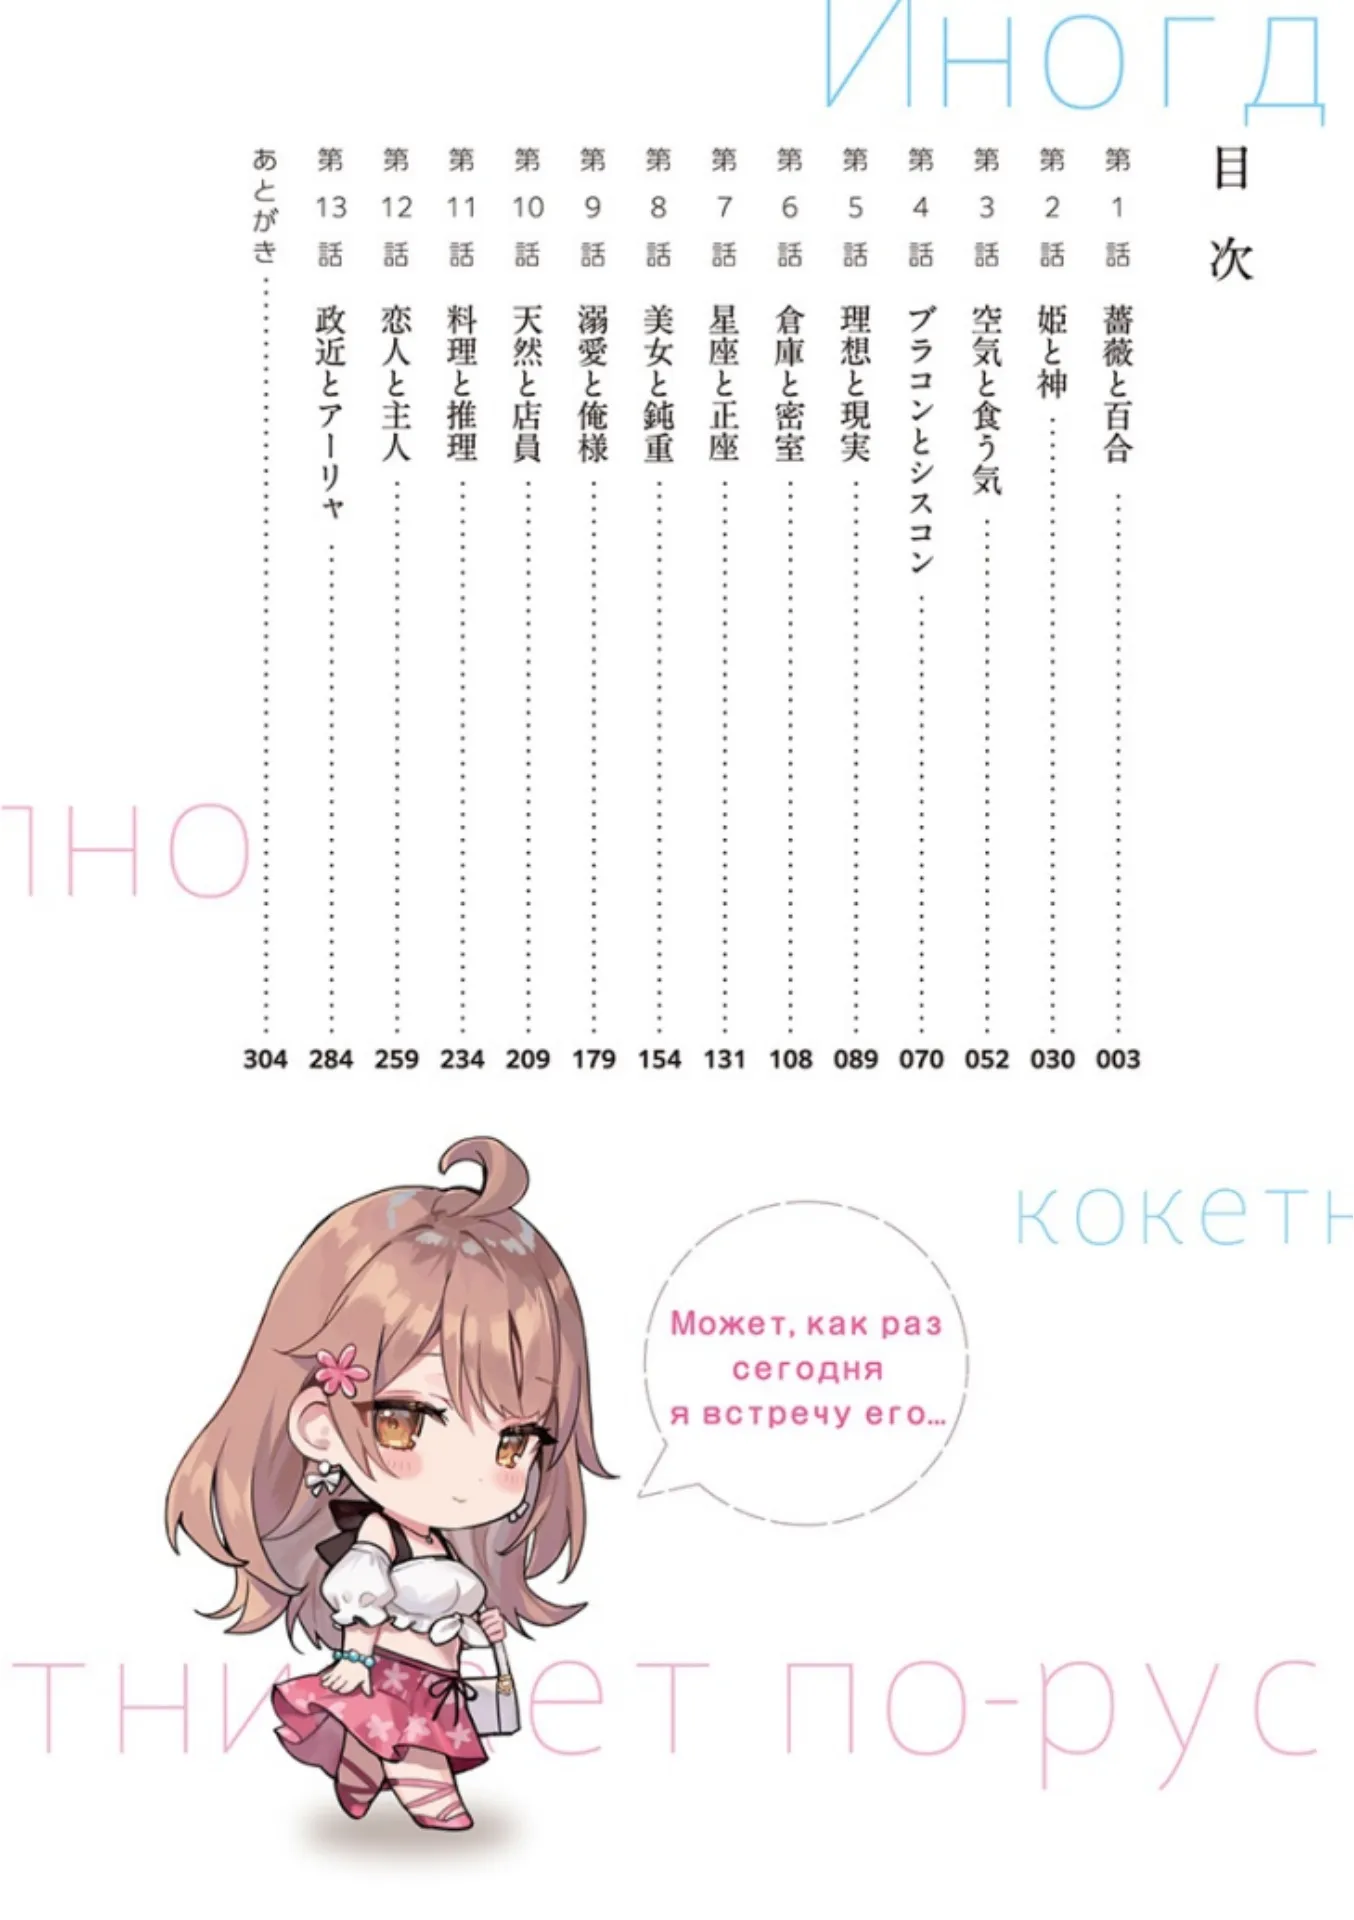 Иногд
目次
第1話 薔薇と百合 003
第2話 姫と神 030
第3話 空気と食う気 052
第4話 ブラコンとシスコン 070
第5話 理想と現実 089
第6話 倉庫と密室 108
第7話 星座と正座 131
第8話 美女と鈍重 154
第9話 溺愛と俺様 179
第10話 天然と店員 209
第11話 料理と推理 234
第12話 恋人と主人 259
第13話 政近とアーリャ 284
あとがき 304
но
кокетн
Может, как раз
сегодня
я встречу его...
тни ет по-рус